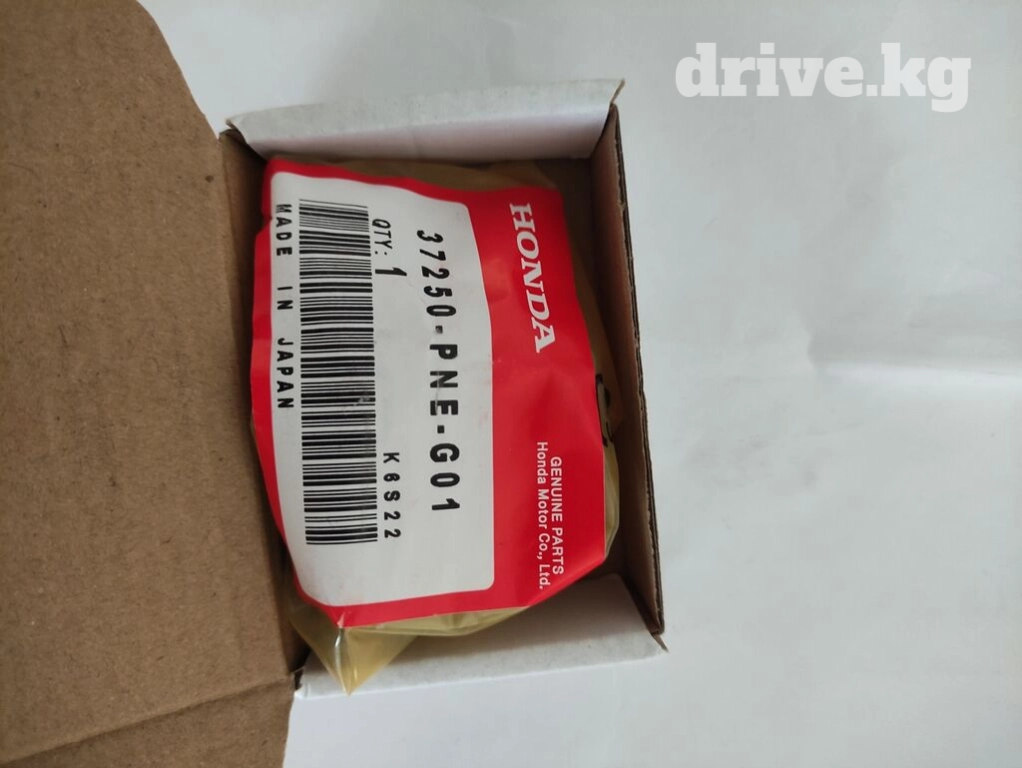 drive.kg
HONDA
GENUINE PARTS
Honda Motor Co., Ltd.
37250-PNE-G01
QTY: 1
K6S22
MADE IN JAPAN